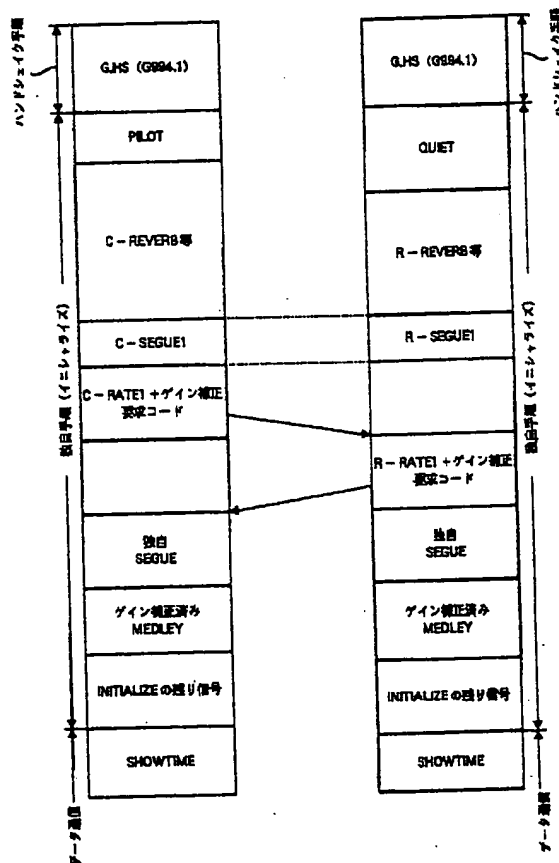 ハンドシェイク手順
G.HS (G994.1)
PILOT
C－REVERB等
C－SEGUE1
C－RATE1＋ゲイン補正
要求コード
独自
SEGUE
ゲイン補正済み
MEDLEY
INITIALIZEの残り信号
SHOWTIME
独自手順 (イニシャライズ)
データ通信
ハンドシェイク手順
G.HS (G994.1)
QUIET
R－REVERB等
R－SEGUE1
R－RATE1＋ゲイン補正
要求コード
独自
SEGUE
ゲイン補正済み
MEDLEY
INITIALIZEの残り信号
SHOWTIME
独自手順 (イニシャライズ)
データ通信